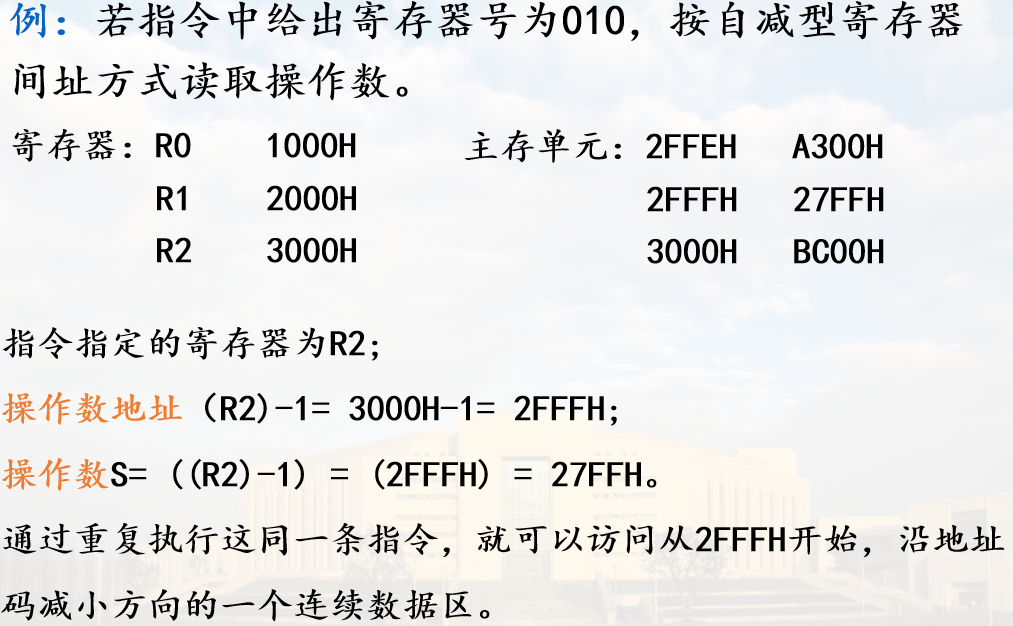 例：若指令中给出寄存器号为010，按自减型寄存器
间址方式读取操作数。
寄存器：R0 1000H 主存单元：2FFEH A300H
R1 2000H 2FFFH 27FFH
R2 3000H 3000H BC00H
指令指定的寄存器为R2；
操作数地址（R2)-1= 3000H-1= 2FFFH；
操作数S=（(R2)-1）=（2FFFH）= 27FFH。
通过重复执行这同一条指令，就可以访问从2FFFH开始，沿地址
码减小方向的一个连续数据区。